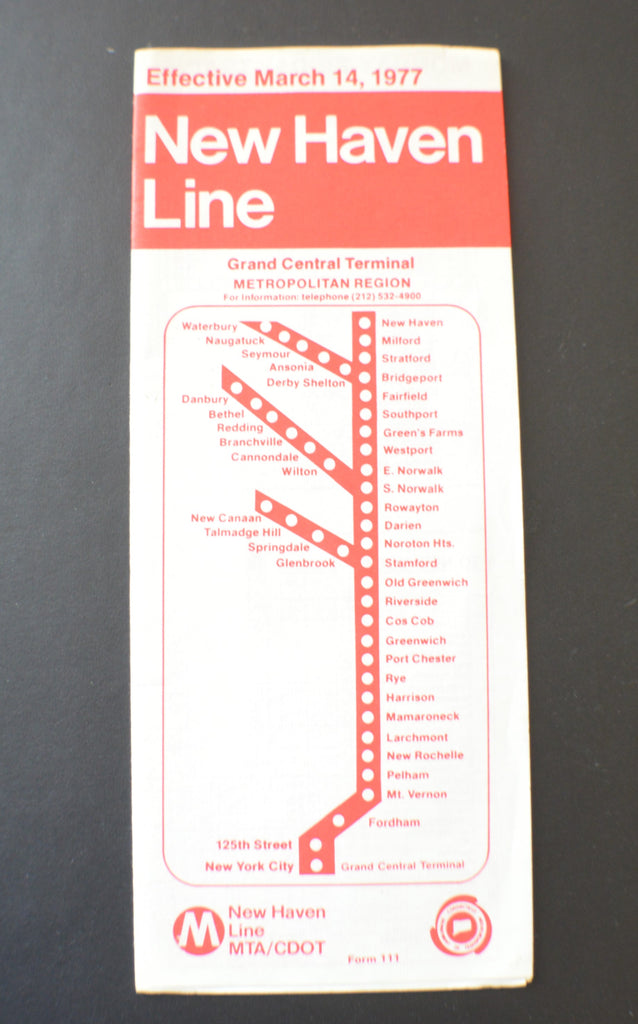 Effective March 14, 1977
New Haven
Line
Grand Central Terminal
METROPOLITAN REGION
For Information: telephone (212) 532-4900
Waterbury
Naugatuck
Seymour
Ansonia
Derby Shelton
Danbury
Bethel
Redding
Branchville
Cannondale
Wilton
New Canaan
Talmadge Hill
Springdale
Glenbrook
New Haven
Milford
Stratford
Bridgeport
Fairfield
Southport
Green's Farms
Westport
E. Norwalk
S. Norwalk
Rowayton
Darien
Noroton Hts.
Stamford
Old Greenwich
Riverside
Cos Cob
Greenwich
Port Chester
Rye
Harrison
Mamaroneck
Larchmont
New Rochelle
Pelham
Mt. Vernon
Fordham
125th Street
New York City Grand Central Terminal
M
New Haven
Line
MTA/CDOT
Form 111